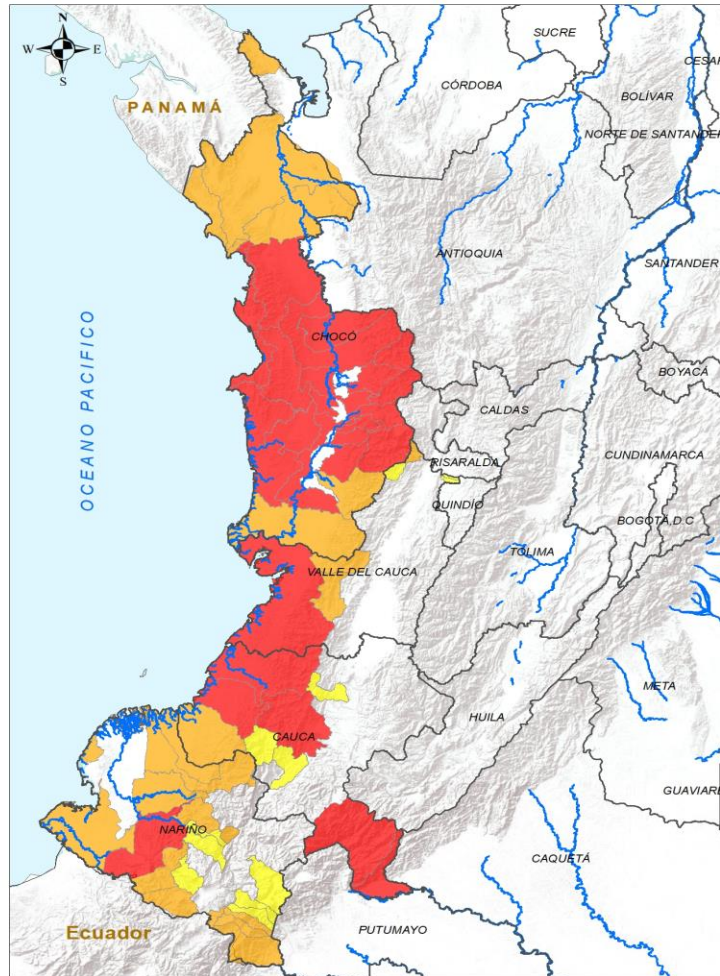 N
W E
S
SUCRE
CESAR
CÓRDOBA
BOLÍVAR
PANAMÁ
NORTE DE SANTANDER
ANTIOQUIA
SANTANDER
OCEANO PACIFICO
CHOCÓ
BOYACÁ
CALDAS
CUNDINAMARCA
RISARALDA
QUINDÍO
BOGOTÁ, D.C
TOLIMA
VALLE DEL CAUCA
META
HUILA
CAUCA
GUAVIARE
NARIÑO
CAQUETÁ
Ecuador
PUTUMAYO